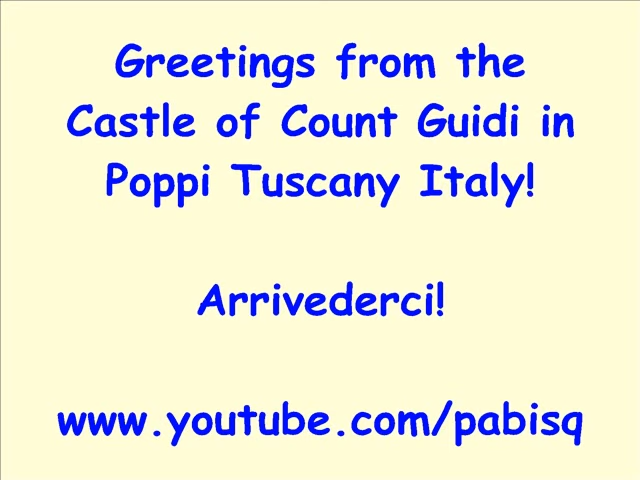 Greetings from the
Castle of Count Guidi in
Poppi Tuscany Italy!
Arrivederci!
www.youtube.com/pabisq